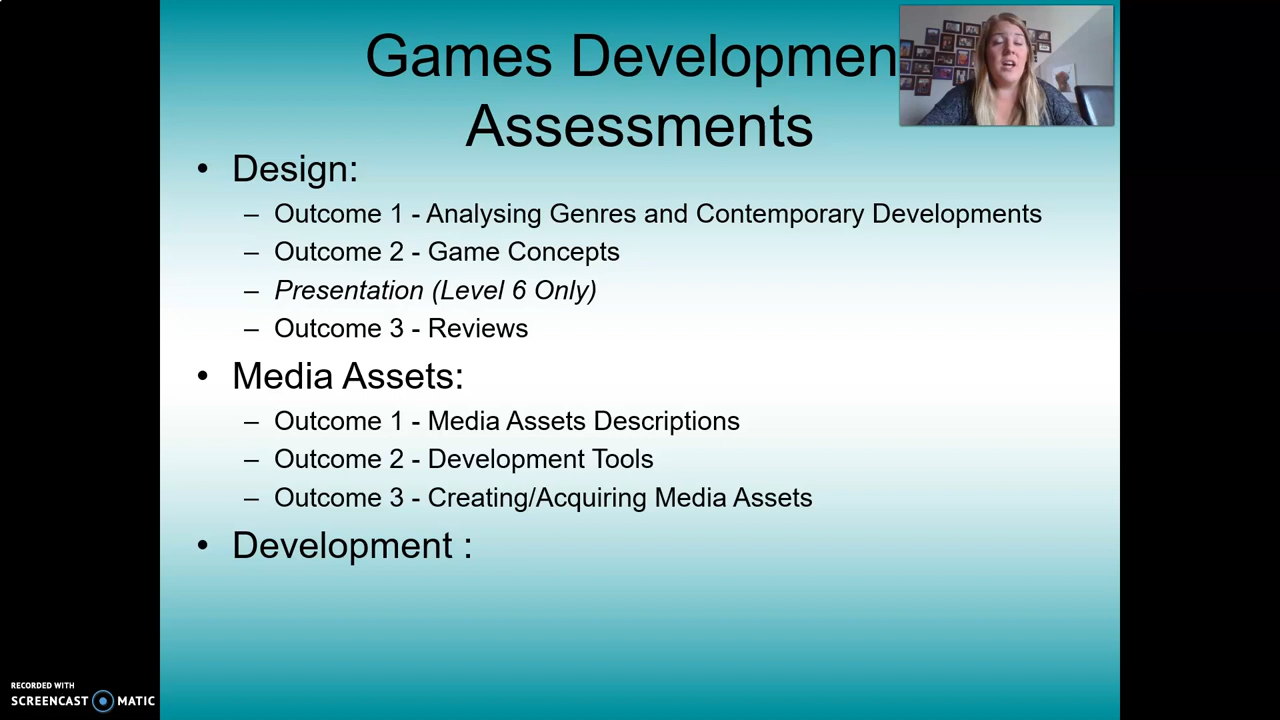 Games Developmen
Assessments
• Design:
– Outcome 1 - Analysing Genres and Contemporary Developments
– Outcome 2 - Game Concepts
– Presentation (Level 6 Only)
– Outcome 3 - Reviews
• Media Assets:
– Outcome 1 - Media Assets Descriptions
– Outcome 2 - Development Tools
– Outcome 3 - Creating/Acquiring Media Assets
• Development :
RECORDED WITH
SCREENCAST MATIC